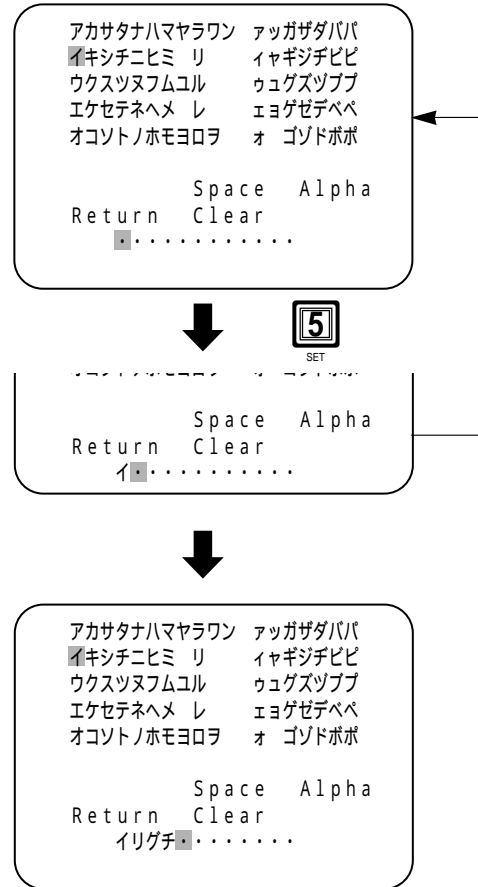 アカサタナハマヤラワン ァッガザダバパ
イキシチニヒミ リ ィャギジヂビピ
ウクスツヌフムユル ゥュグズヅブプ
エケセテネヘメ レ ェョゲゼデベペ
オコソトノホモヨロヲ ォ ゴゾドボポ
Space Alpha
Return Clear
············
5
SET
Space Alpha
Return Clear
イ···········
アカサタナハマヤラワン ァッガザダバパ
イキシチニヒミ リ ィャギジヂビピ
ウクスツヌフムユル ゥュグズヅブプ
エケセテネヘメ レ ェョゲゼデベペ
オコソトノホモヨロヲ ォ ゴゾドボポ
Space Alpha
Return Clear
イリグチ········